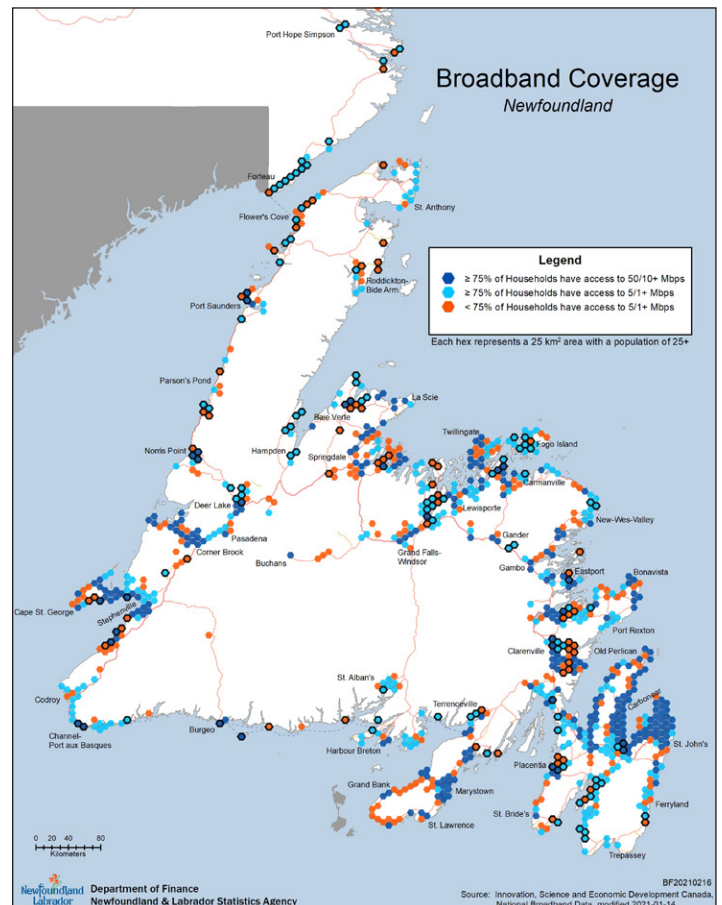 Port Hope Simpson
Broadband Coverage
Newfoundland
Forteau
St. Anthony
Flower's Cove
Legend
≥ 75% of Households have access to 50/10+ Mbps
≥ 75% of Households have access to 5/1+ Mbps
< 75% of Households have access to 5/1+ Mbps
Each hex represents a 25 km² area with a population of 25+
Roddickton-
Bide Arm
Port Saunders
Parson's Pond
La Scie
Baie Verte
Twillingate
Fogo Island
Norris Point
Hampden
Springdale
Carmanville
Deer Lake
Lewisporte
New-Wes-Valley
Pasadena
Corner Brook
Buchans
Grand Falls-
Windsor
Gander
Gambo
Eastport
Bonavista
Cape St. George
Stephenville
Port Rexton
Clarenville
Old Perlican
St. Alban's
Codroy
Terrenceville
Carbonear
Channel-
Port aux Basques
Burgeo
Harbour Breton
St. John's
Placentia
Grand Bank
Marystown
St. Lawrence
St. Bride's
Ferryland
Trepassey
0 20 40 80
Kilometers
BF20210216
Newfoundland
Labrador
Department of Finance
Newfoundland & Labrador Statistics Agency
Source: Innovation, Science and Economic Development Canada,
National Broadband Data, modified 2021-01-14